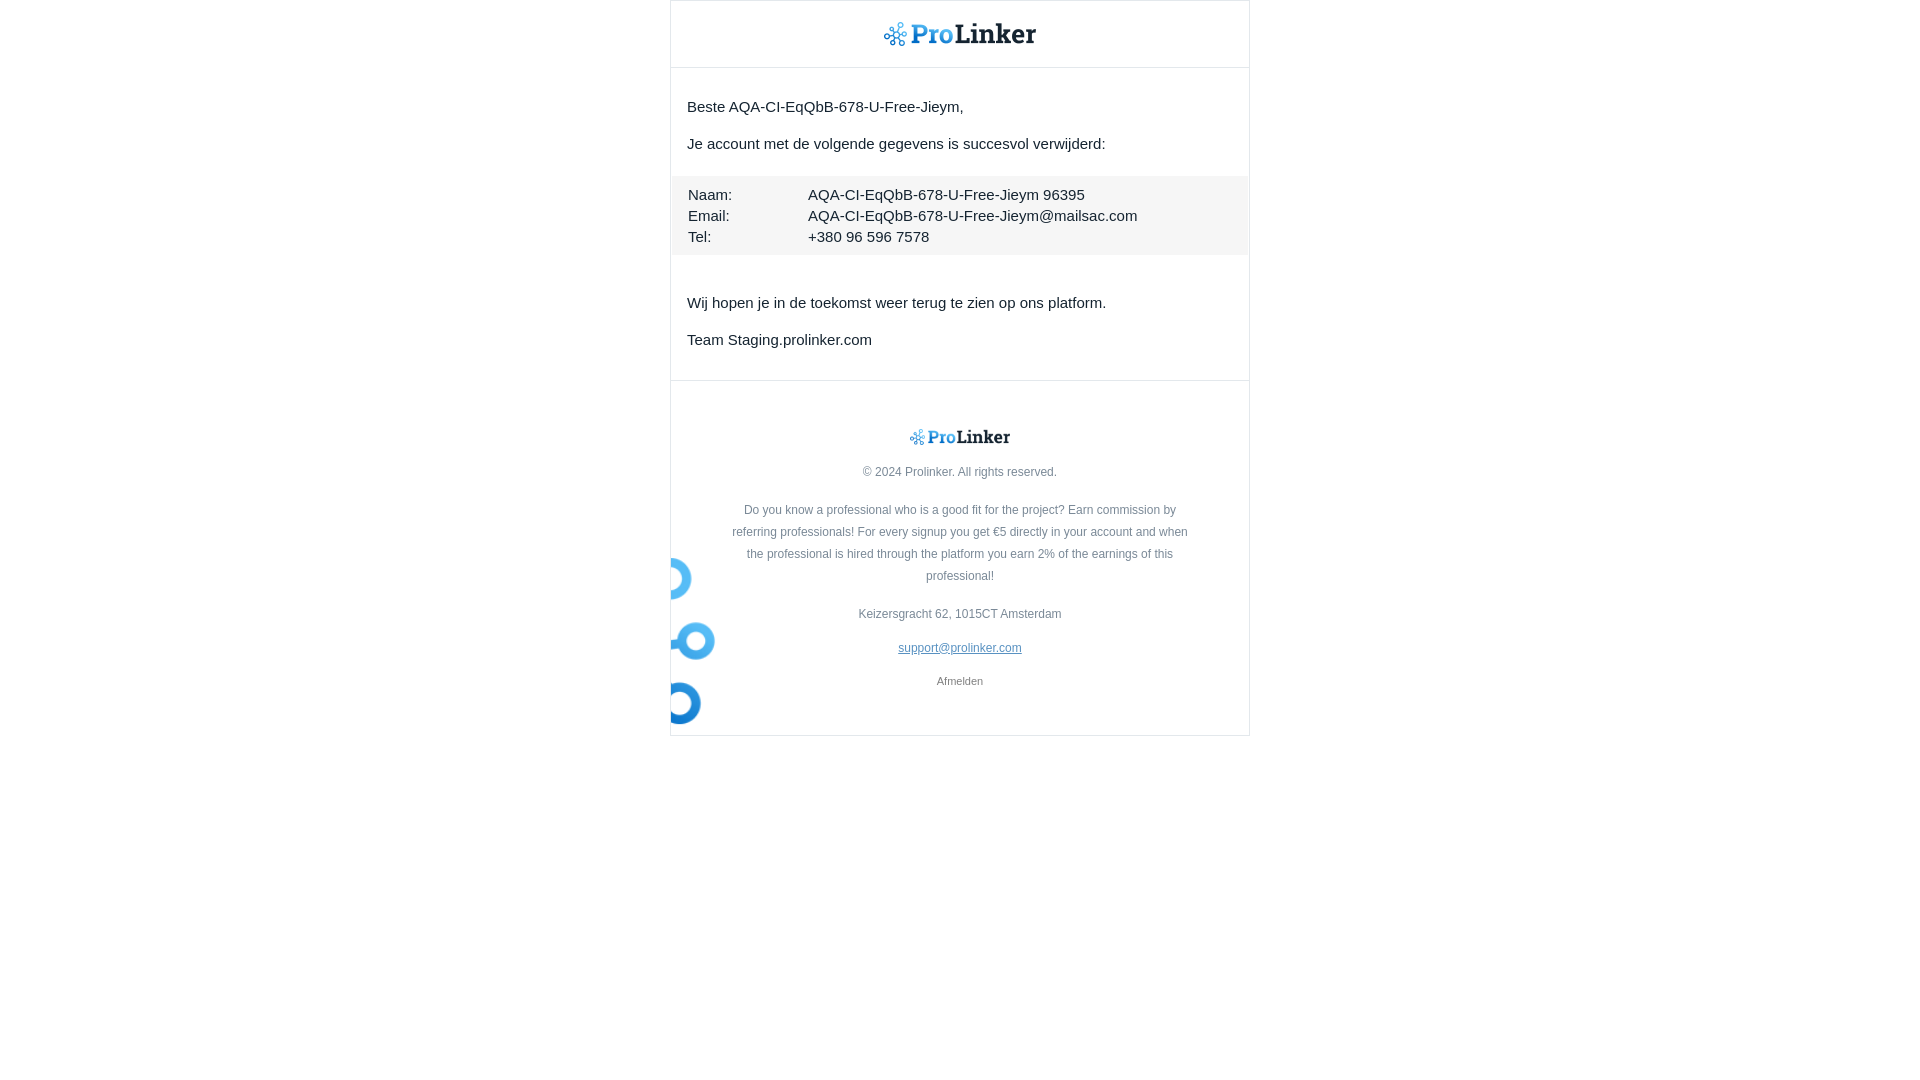 ProLinker
Beste AQA-CI-EqQbB-678-U-Free-Jieym,
Je account met de volgende gegevens is succesvol verwijderd:
Naam: AQA-CI-EqQbB-678-U-Free-Jieym 96395
Email: AQA-CI-EqQbB-678-U-Free-Jieym@mailsac.com
Tel: +380 96 596 7578
Wij hopen je in de toekomst weer terug te zien op ons platform.
Team Staging.prolinker.com
ProLinker
© 2024 Prolinker. All rights reserved.
Do you know a professional who is a good fit for the project? Earn commission by
referring professionals! For every signup you get €5 directly in your account and when
the professional is hired through the platform you earn 2% of the earnings of this
professional!
Keizersgracht 62, 1015CT Amsterdam
support@prolinker.com
Afmelden